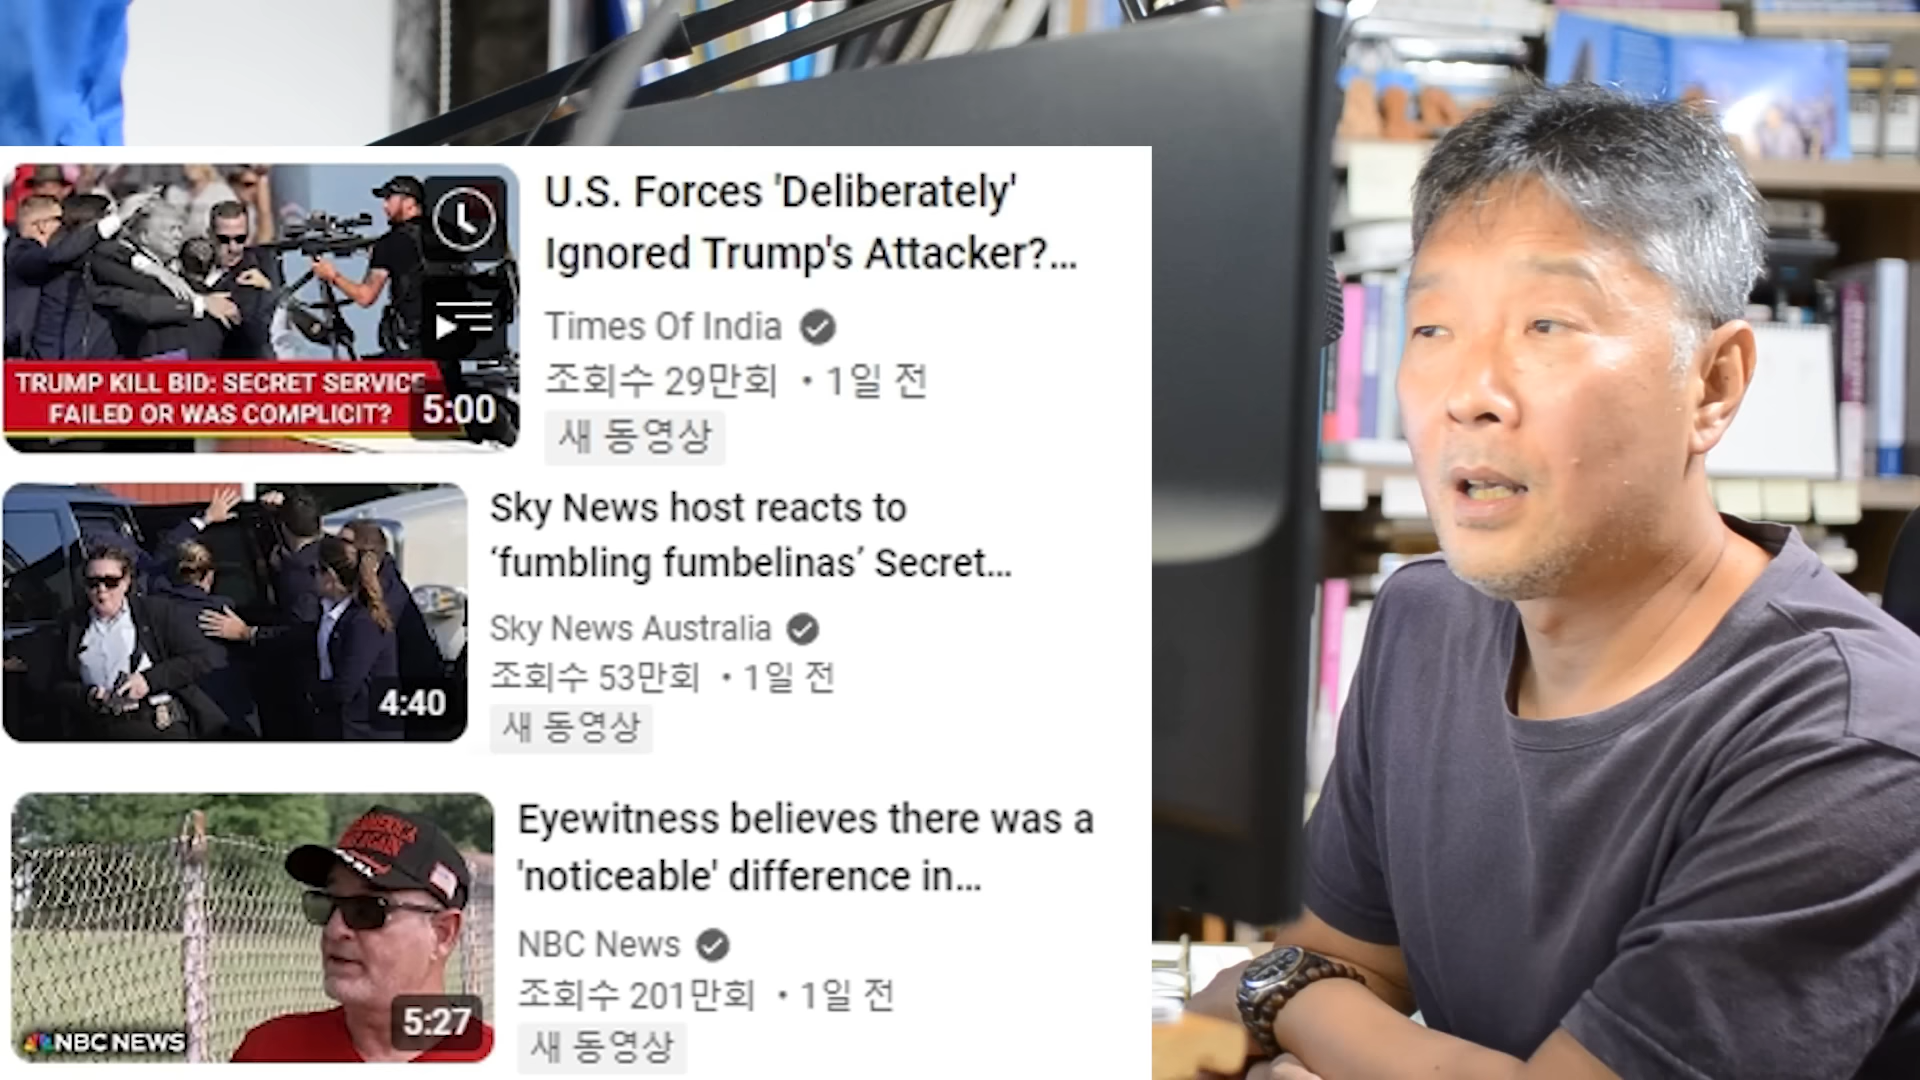 TRUMP KILL BID: SECRET SERVICE
FAILED OR WAS COMPLICIT?
5:00
U.S. Forces 'Deliberately'
Ignored Trump's Attacker?...
Times Of India
조회수 29만회 • 1일 전
새 동영상
4:40
Sky News host reacts to
‘fumbling fumbelinas’ Secret...
Sky News Australia
조회수 53만회 • 1일 전
새 동영상
NBC NEWS
5:27
Eyewitness believes there was a
'noticeable' difference in...
NBC News
조회수 201만회 • 1일 전
새 동영상